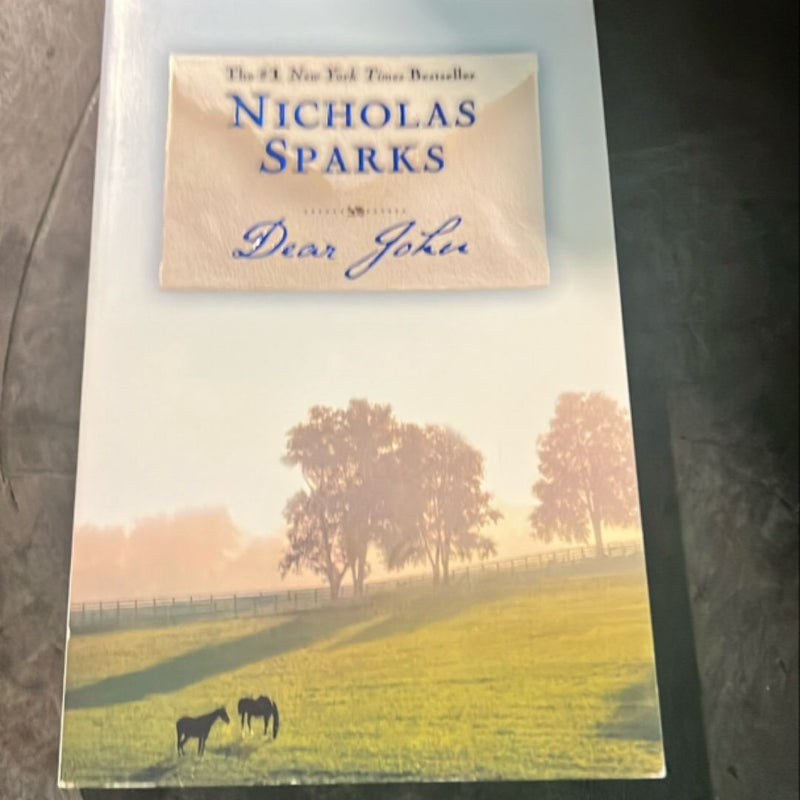 The #1 New York Times Bestseller
NICHOLAS
SPARKS
Dear John